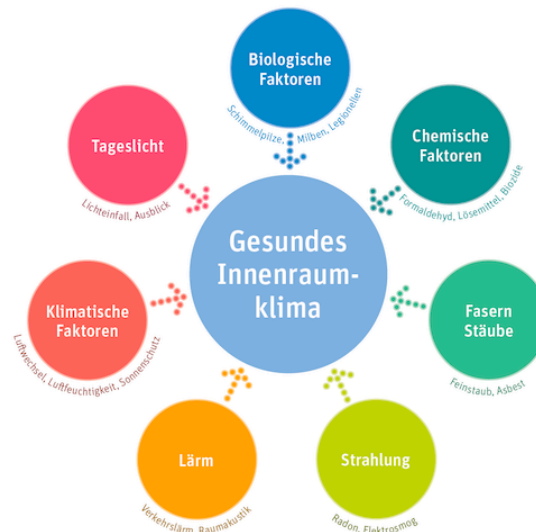 Biologische
Faktoren
Schimmelpilze, Milben, Legionellen
Chemische
Faktoren
Formaldehyd, Lösemittel, Biozide
Fasern
Stäube
Feinstaub, Asbest
Strahlung
Radon, Elektrosmog
Lärm
Verkehrslärm, Raumakustik
Klimatische
Faktoren
Luftwechsel, Luftfeuchtigkeit, Sonnenschutz
Tageslicht
Lichteinfall, Ausblick
Gesundes
Innenraum-
klima